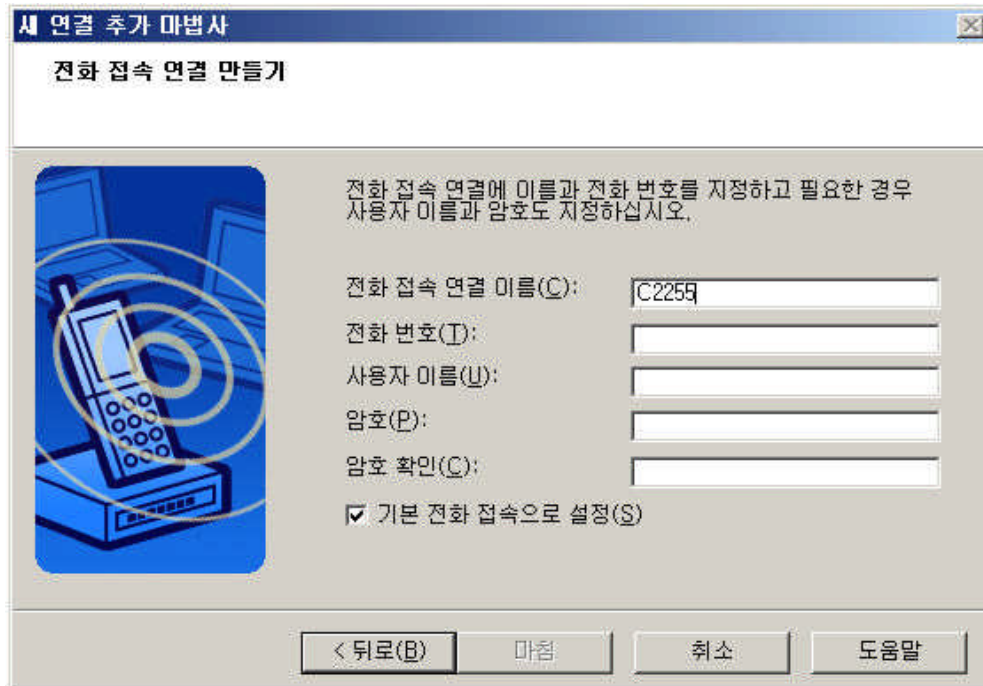 새 연결 추가 마법사
전화 접속 연결 만들기
전화 접속 연결에 이름과 전화 번호를 지정하고 필요한 경우
사용자 이름과 암호도 지정하십시오.
전화 접속 연결 이름(C): C2255
전화 번호(T):
사용자 이름(U):
암호(P):
암호 확인(C):
기본 전화 접속으로 설정(S)
< 뒤로(B) 마침 취소 도움말